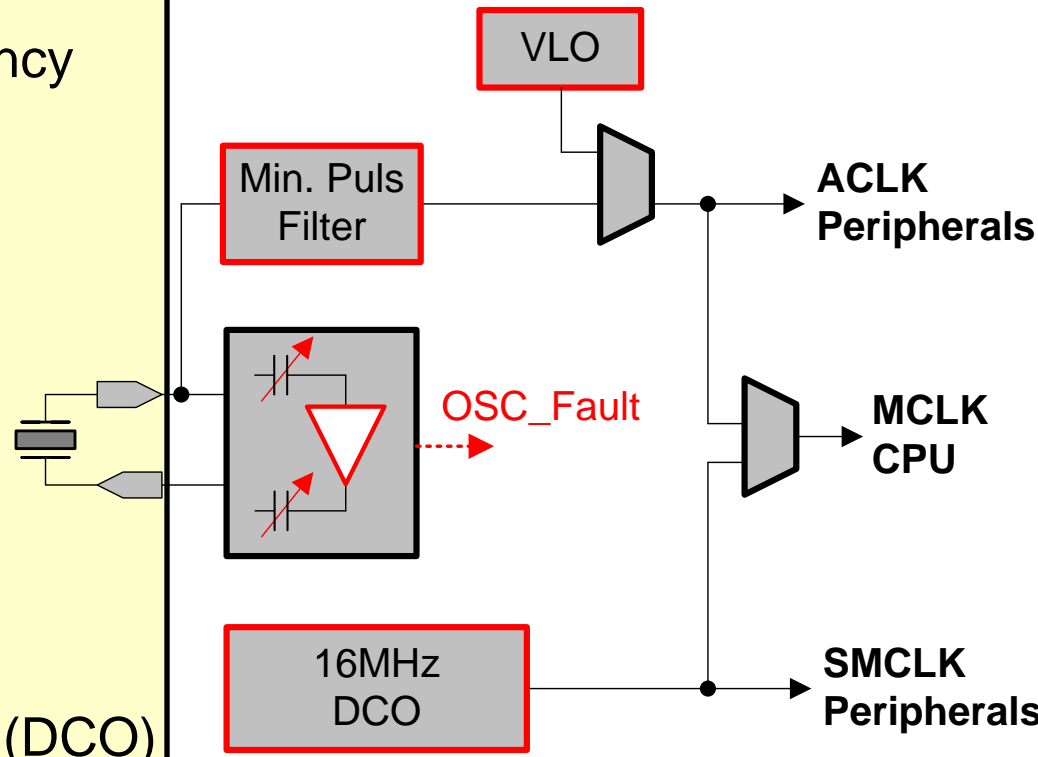 ncy
VLO
Min. Puls
Filter
ACLK
Peripherals
OSC_Fault
MCLK
CPU
16MHz
DCO
SMCLK
Peripherals
(DCO)